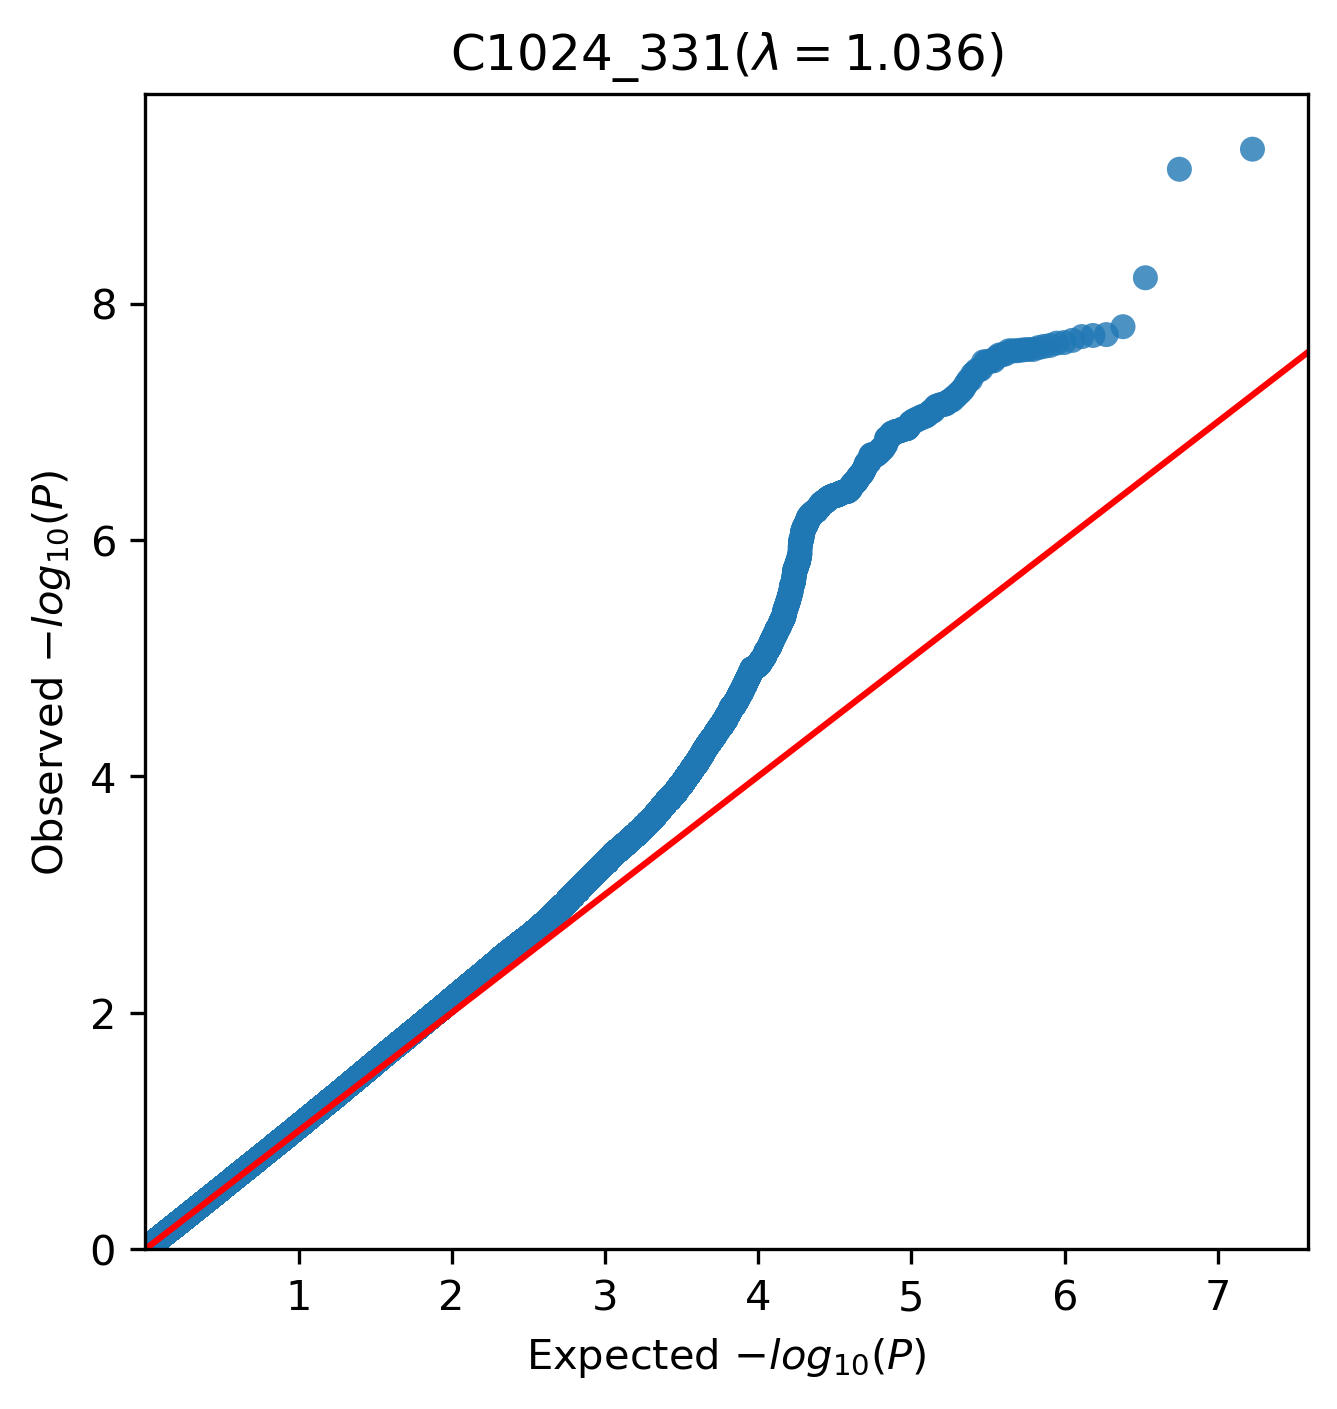 C1024_331(λ = 1.036)
Observed −log₁₀(P)
8
6
4
2
0
1 2 3 4 5 6 7
Expected −log₁₀(P)